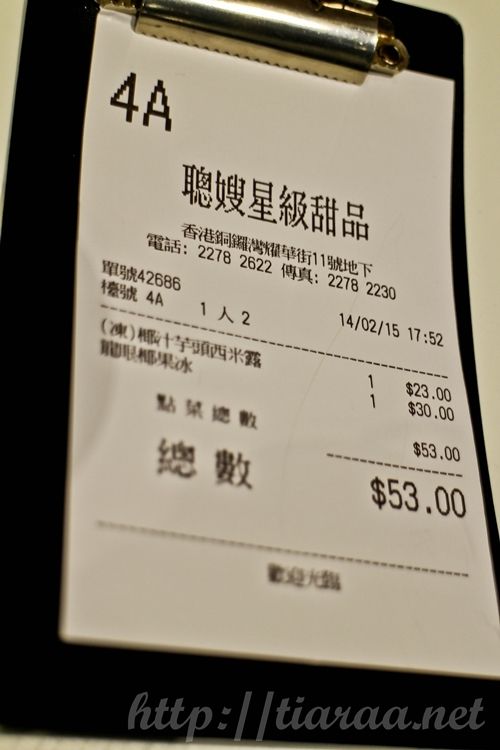 4A
聰嫂星級甜品
香港銅鑼灣耀華街11號地下
電話: 2278 2622 傳真: 2278 2230
單號42686
檯號 4A 1 人 2 14/02/15 17:52
(凍)椰汁芋頭西米露 1 $23.00
龍眼椰果冰 1 $30.00
點菜總數 $53.00
總數 $53.00
歡迎光臨
http://tiaraa.net